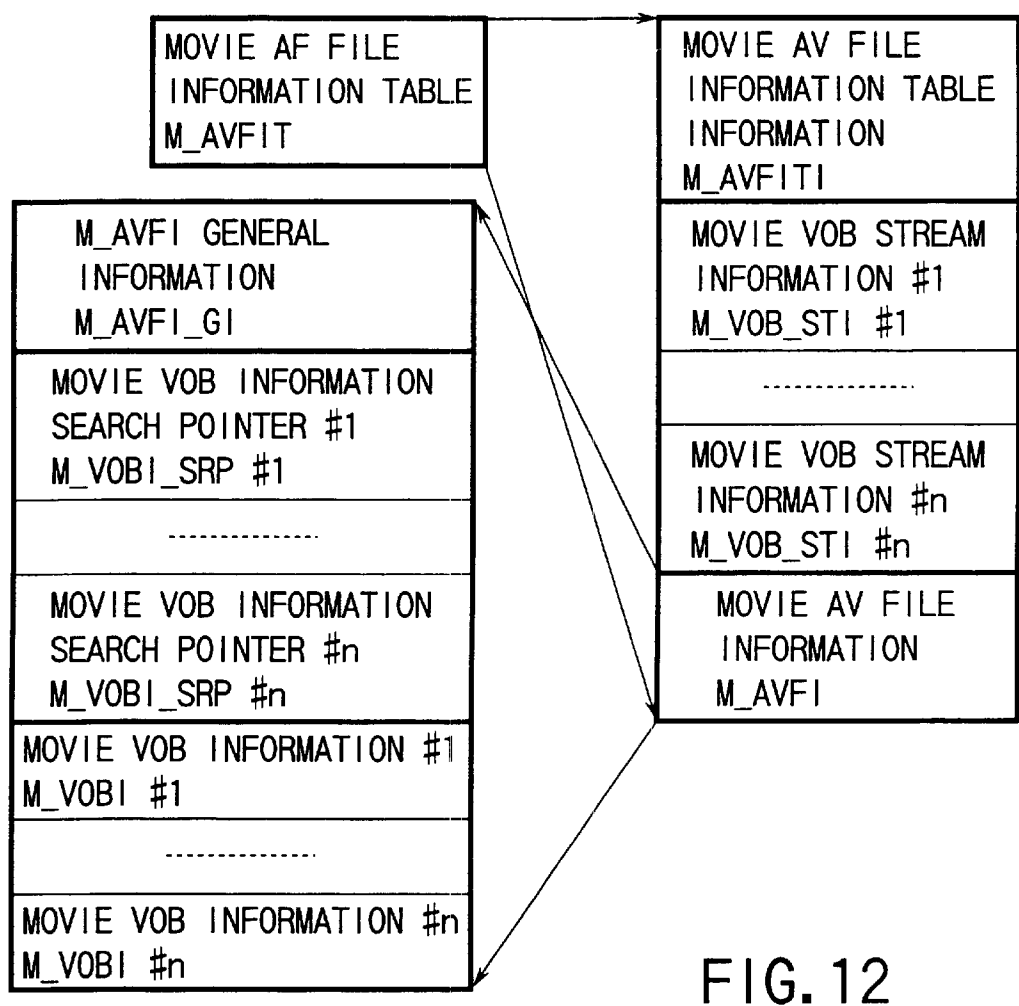 MOVIE AF FILE
INFORMATION TABLE
M_AVFIT
MOVIE AV FILE
INFORMATION TABLE
INFORMATION
M_AVFITI
MOVIE VOB STREAM
INFORMATION #1
M_VOB_STI #1
---------------
MOVIE VOB STREAM
INFORMATION #n
M_VOB_STI #n
MOVIE AV FILE
INFORMATION
M_AVFI
M_AVFI GENERAL
INFORMATION
M_AVFI_GI
MOVIE VOB INFORMATION
SEARCH POINTER #1
M_VOBI_SRP #1
---------------
MOVIE VOB INFORMATION
SEARCH POINTER #n
M_VOBI_SRP #n
MOVIE VOB INFORMATION #1
M_VOBI #1
---------------
MOVIE VOB INFORMATION #n
M_VOBI #n
FIG.12